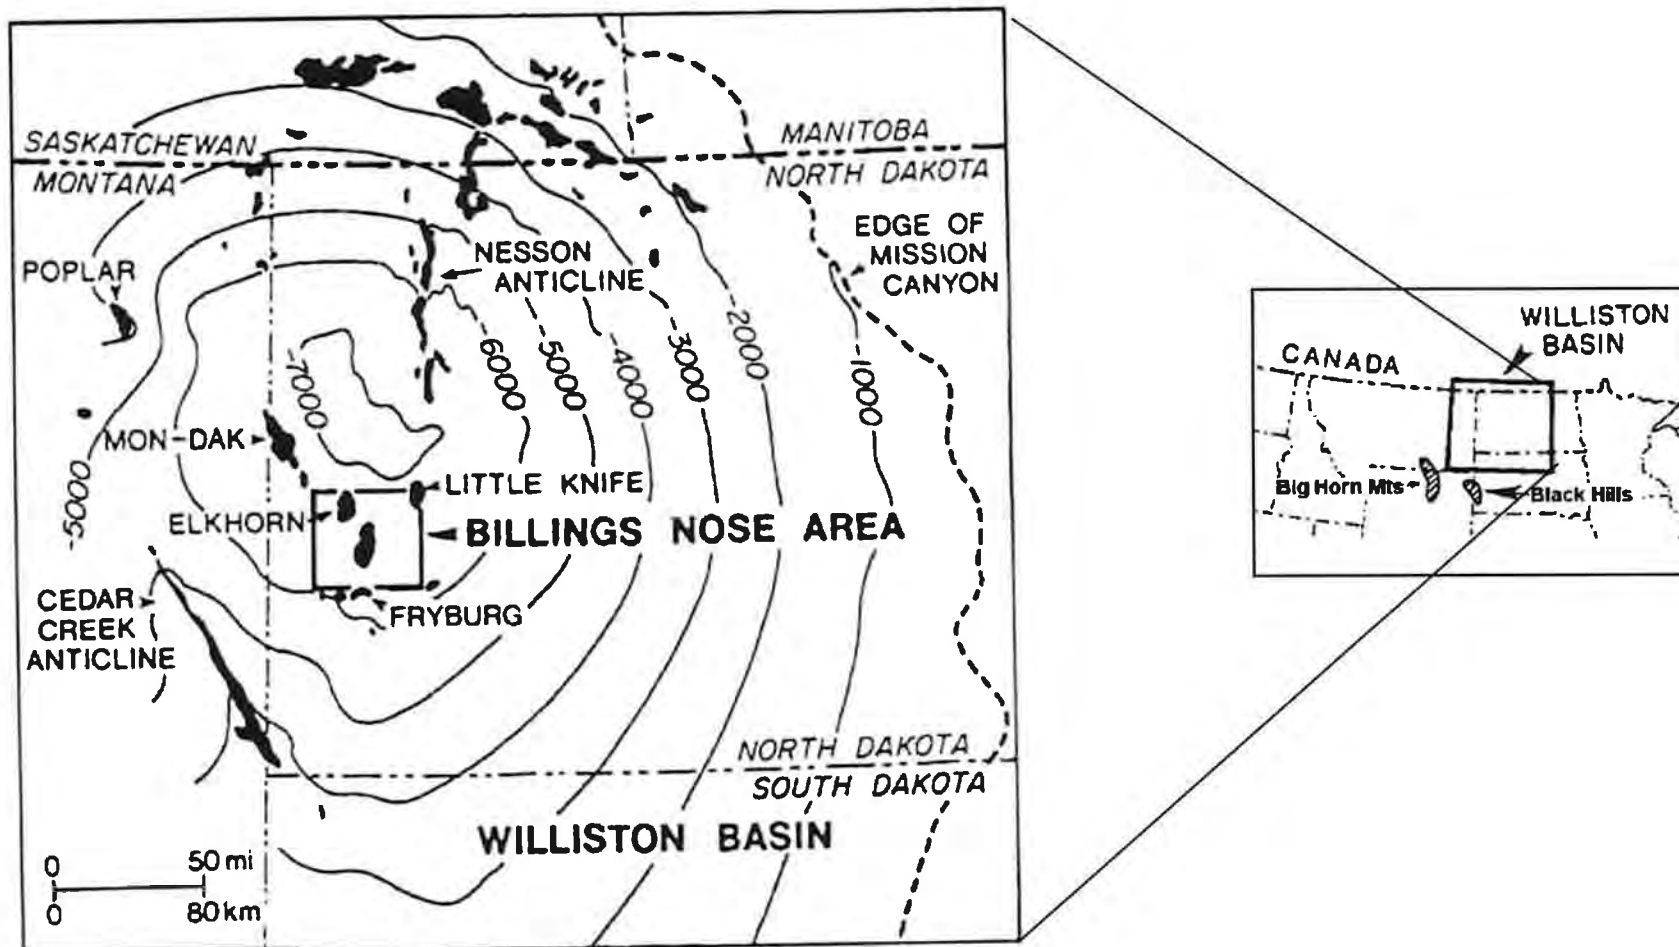 SASKATCHEWAN
MANITOBA
MONTANA
NORTH DAKOTA
POPLAR
NESSON
ANTICLINE
EDGE OF
MISSION
CANYON
-7000
-6000
-5000
-4000
-3000
-2000
-1000
MON-DAK
-5000
LITTLE KNIFE
ELKHORN
BILLINGS NOSE AREA
CEDAR
CREEK
ANTICLINE
FRYBURG
NORTH DAKOTA
SOUTH DAKOTA
WILLISTON BASIN
0 50 mi
0 80 km
WILLISTON
BASIN
CANADA
Big Horn Mts
Black Hills